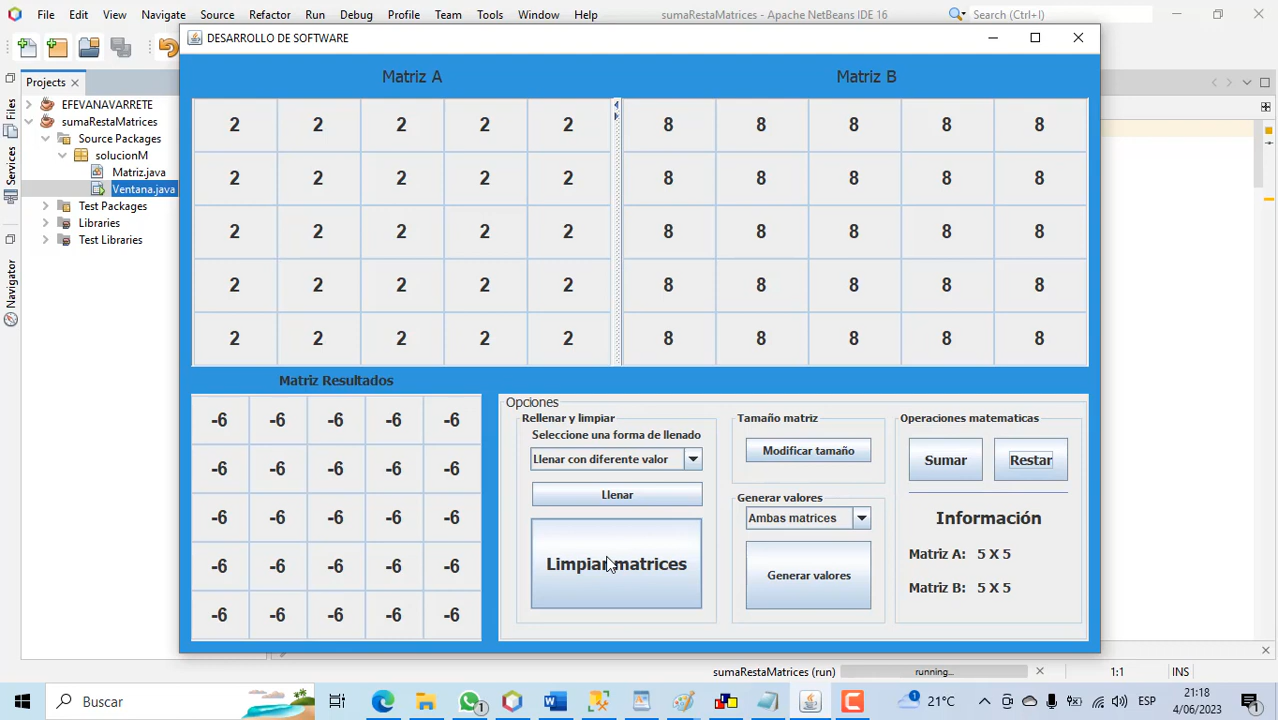 File Edit View Navigate Source Refactor Run Debug Profile Team Tools Window Help sumaRestaMatrices - Apache NetBeans IDE 16 Search (Ctrl+I)
DESARROLLO DE SOFTWARE
Projects
Files
Services
Navigator
EFEVANAVARRETE
sumaRestaMatrices
Source Packages
solucionM
Matriz.java
Ventana.java
Test Packages
Libraries
Test Libraries
Matriz A Matriz B
2 2 2 2 2 8 8 8 8 8
2 2 2 2 2 8 8 8 8 8
2 2 2 2 2 8 8 8 8 8
2 2 2 2 2 8 8 8 8 8
2 2 2 2 2 8 8 8 8 8
Matriz Resultados
-6 -6 -6 -6 -6
-6 -6 -6 -6 -6
-6 -6 -6 -6 -6
-6 -6 -6 -6 -6
-6 -6 -6 -6 -6
Opciones
Rellenar y limpiar
Seleccione una forma de llenado
Llenar con diferente valor
Llenar
Limpiar matrices
Tamaño matriz
Modificar tamaño
Generar valores
Ambas matrices
Generar valores
Operaciones matematicas
Sumar Restar
Información
Matriz A: 5 X 5
Matriz B: 5 X 5
sumaRestaMatrices (run) running... 1:1 INS
Buscar 1 1 21°C ESP 21:18 4/06/2023 1